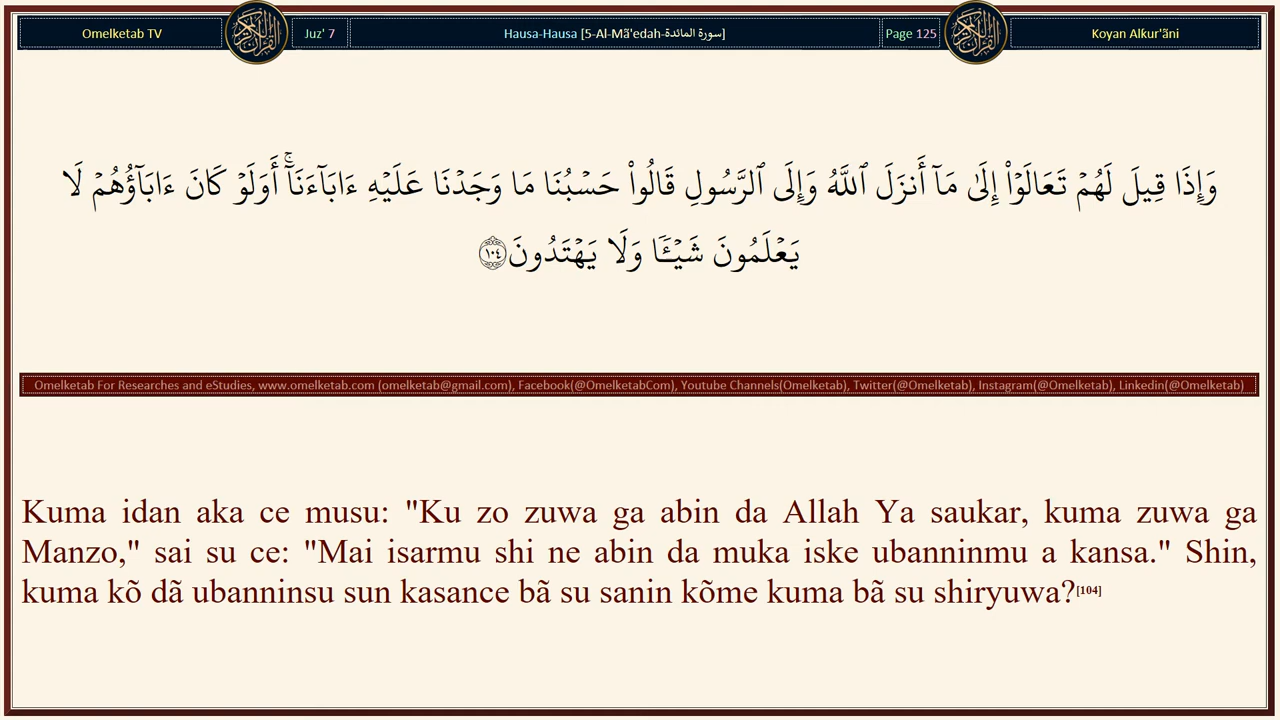 Omelketab TV
Juz' 7
Hausa-Hausa [5-Al-Mã'edah-سورة المائدة]
Page 125
Koyan Alƙur'ãni
وَإِذَا قِيلَ لَهُمۡ تَعَالَوۡاْ إِلَىٰ مَآ أَنزَلَ ٱللَّهُ وَإِلَى ٱلرَّسُولِ قَالُواْ حَسۡبُنَا مَا وَجَدۡنَا عَلَيۡهِ ءَابَآءَنَآۚ أَوَلَوۡ كَانَ ءَابَآؤُهُمۡ لَا
يَعۡلَمُونَ شَيۡـٔٗا وَلَا يَهۡتَدُونَ ١٠٤
Omelketab For Researches and eStudies, www.omelketab.com (omelketab@gmail.com), Facebook(@OmelketabCom), Youtube Channels(Omelketab), Twitter(@Omelketab), Instagram(@Omelketab), Linkedin(@Omelketab)
Kuma idan aka ce musu: "Ku zo zuwa ga abin da Allah Ya saukar, kuma zuwa ga
Manzo," sai su ce: "Mai isarmu shi ne abin da muka iske ubanninmu a kansa." Shin,
kuma kõ dã ubanninsu sun kasance bã su sanin kõme kuma bã su shiryuwa?[104]